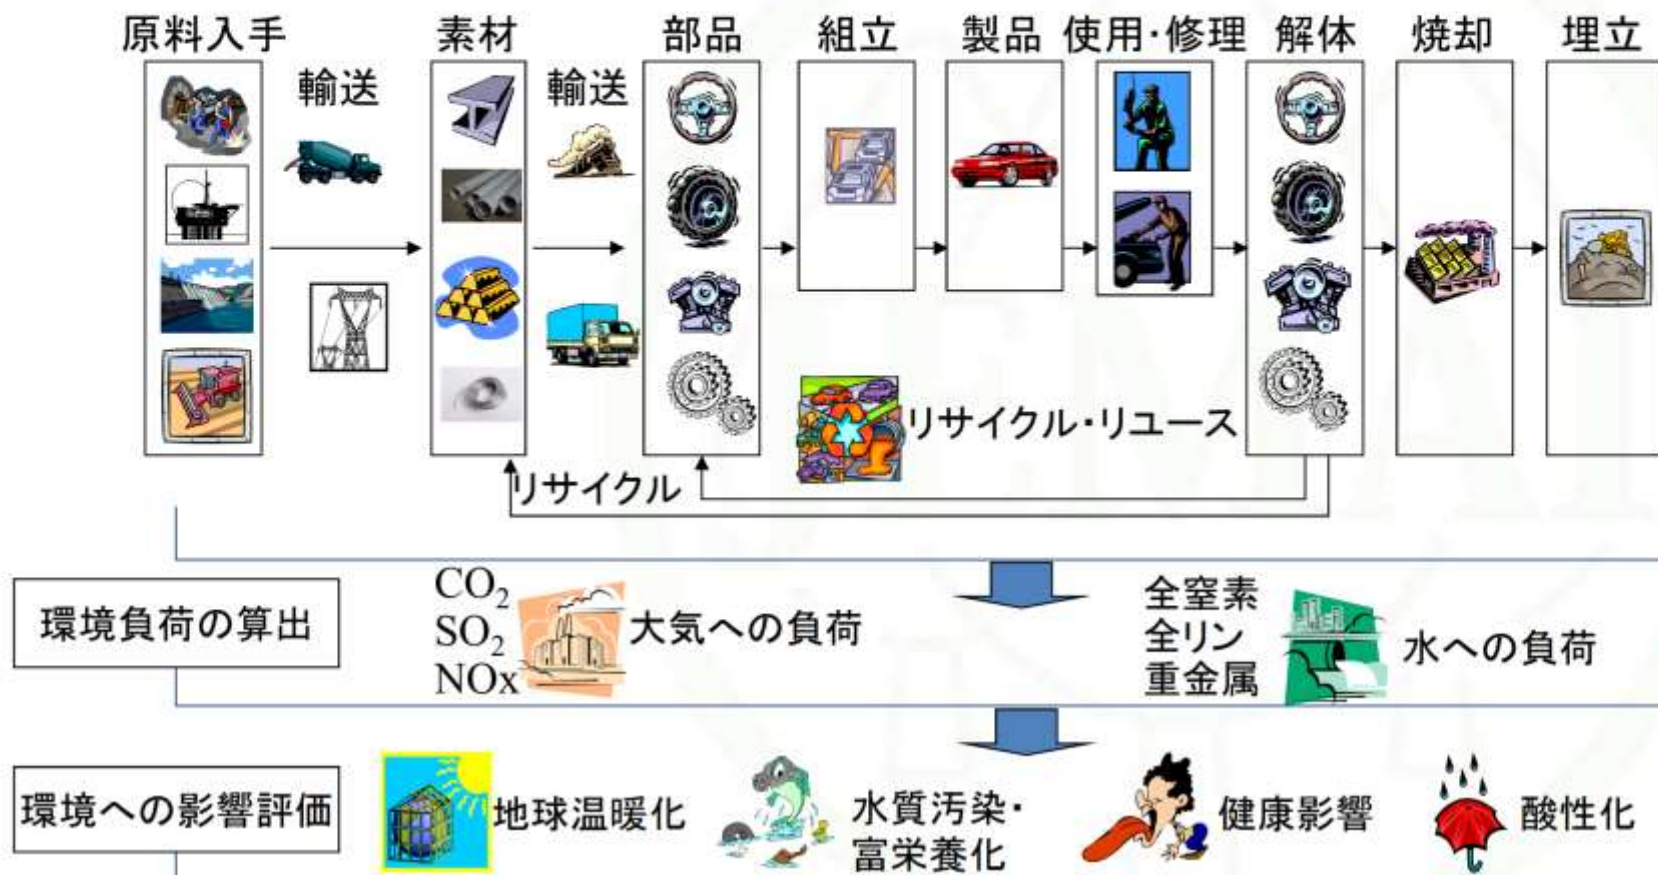 原料入手
素材
部品
組立
製品
使用・修理
解体
焼却
埋立
輸送
輸送
リサイクル・リユース
リサイクル
環境負荷の算出
CO₂
SO₂
NOx
大気への負荷
全窒素
全リン
重金属
水への負荷
環境への影響評価
地球温暖化
水質汚染・
富栄養化
健康影響
酸性化